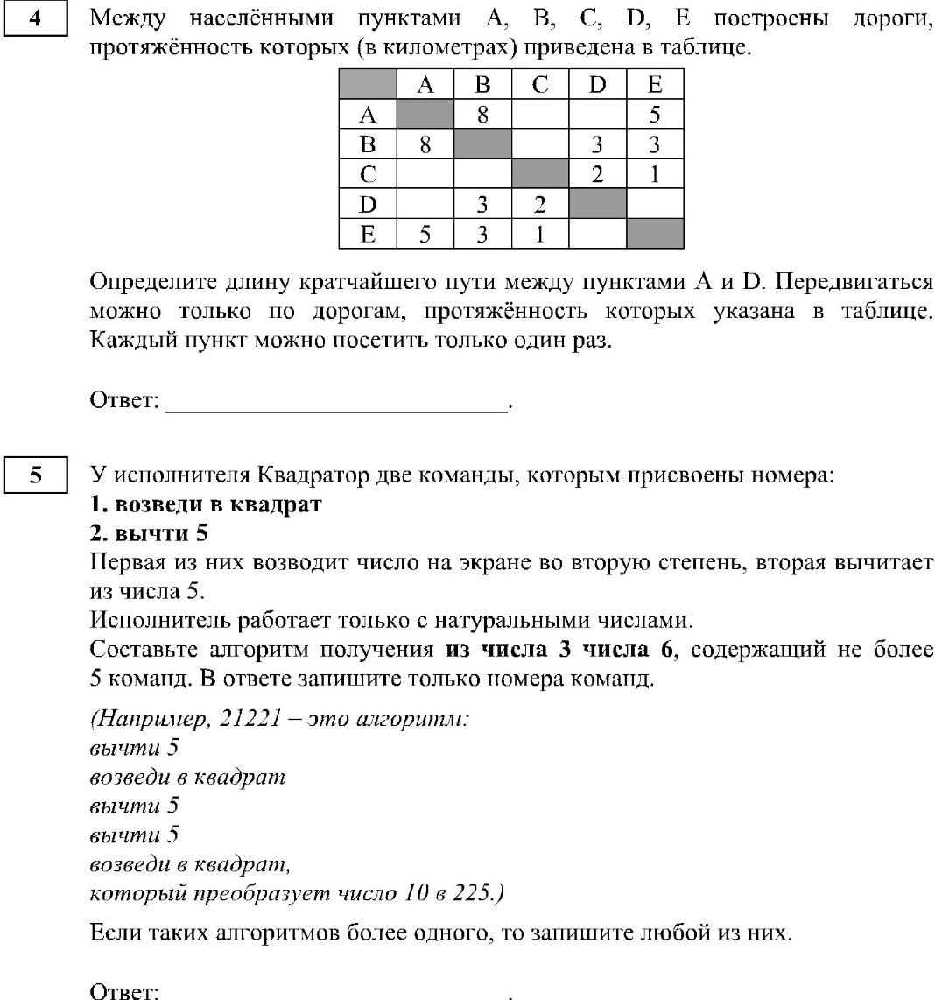 4 Между населёнными пунктами A, B, C, D, E построены дороги,
протяжённость которых (в километрах) приведена в таблице.
A B C D E
A 8 5
B 8 3 3
C 2 1
D 3 2
E 5 3 1
Определите длину кратчайшего пути между пунктами A и D. Передвигаться
можно только по дорогам, протяжённость которых указана в таблице.
Каждый пункт можно посетить только один раз.
Ответ: ______________________________.
5 У исполнителя Квадратор две команды, которым присвоены номера:
1. возведи в квадрат
2. вычти 5
Первая из них возводит число на экране во вторую степень, вторая вычитает
из числа 5.
Исполнитель работает только с натуральными числами.
Составьте алгоритм получения из числа 3 числа 6, содержащий не более
5 команд. В ответе запишите только номера команд.
(Например, 21221 – это алгоритм:
вычти 5
возведи в квадрат
вычти 5
вычти 5
возведи в квадрат,
который преобразует число 10 в 225.)
Если таких алгоритмов более одного, то запишите любой из них.
Ответ: ______________________________.